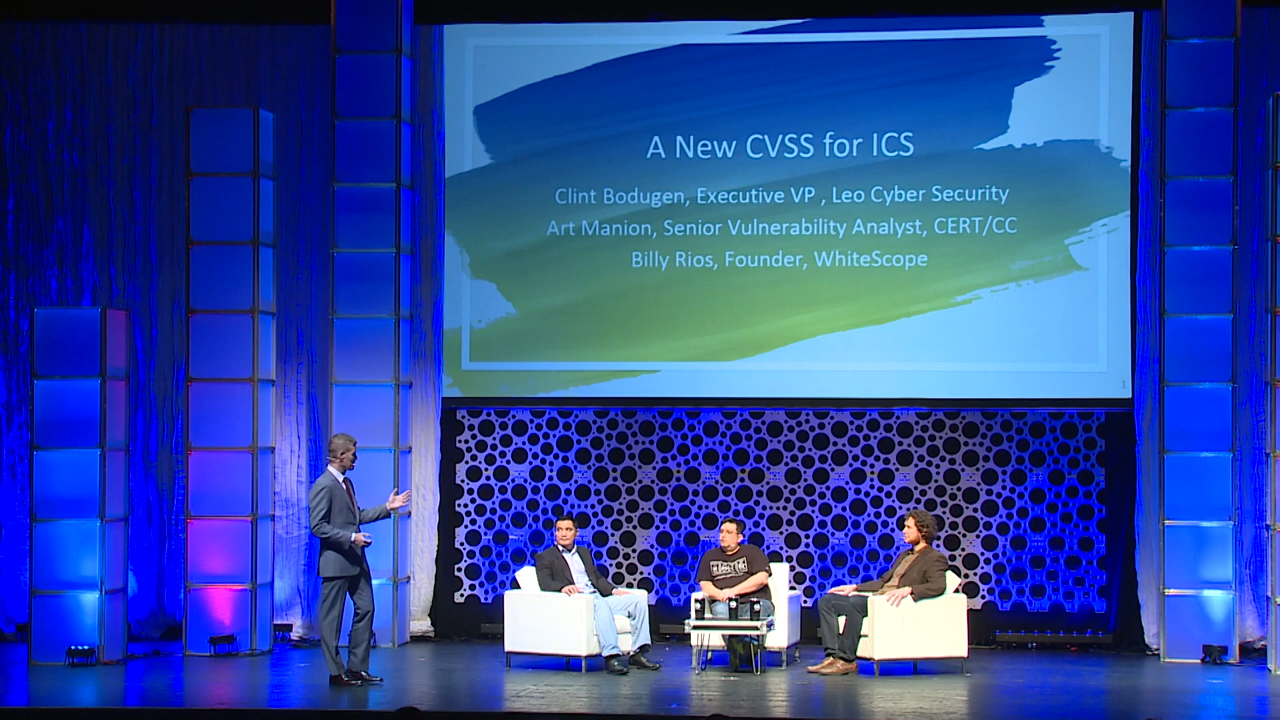 A New CVSS for ICS
Clint Bodugen, Executive VP , Leo Cyber Security
Art Manion, Senior Vulnerability Analyst, CERT/CC
Billy Rios, Founder, WhiteScope